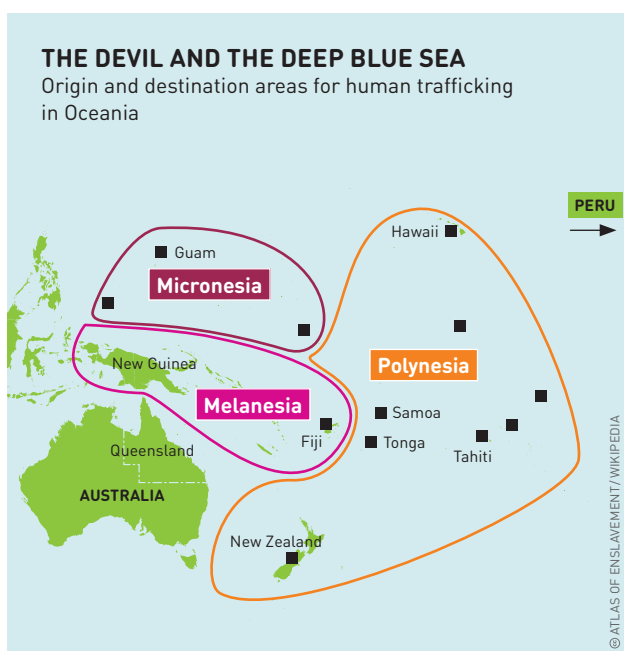 THE DEVIL AND THE DEEP BLUE SEA
Origin and destination areas for human trafficking
in Oceania
PERU
Hawaii
Guam
Micronesia
New Guinea
Polynesia
Melanesia
Samoa
Fiji
Tonga
Queensland
Tahiti
AUSTRALIA
New Zealand
© ATLAS OF ENSLAVEMENT/WIKIPEDIA